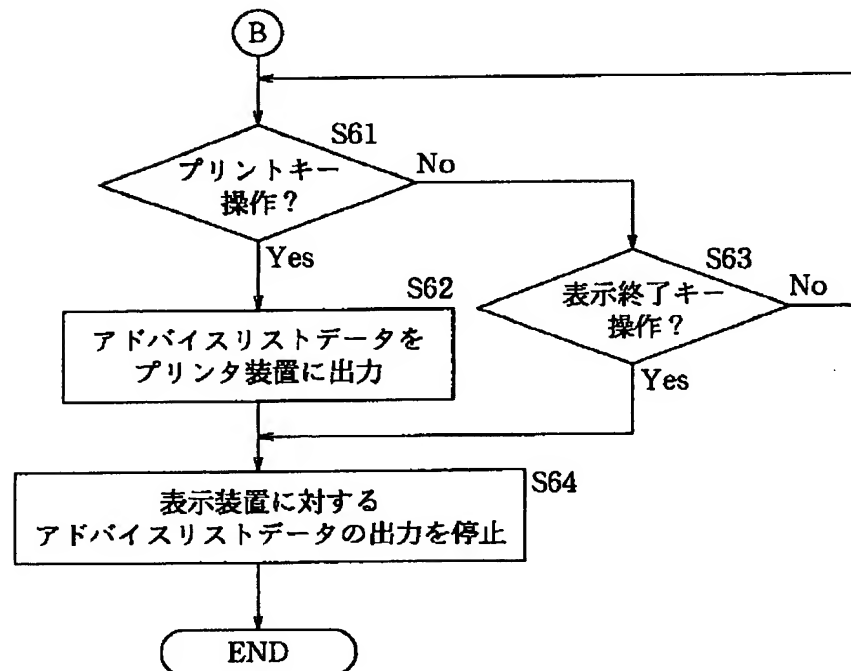 B
S61
プリントキー
操作？
No
Yes
S63
表示終了キー
操作？
No
Yes
S62
アドバイスリストデータを
プリンタ装置に出力
S64
表示装置に対する
アドバイスリストデータの出力を停止
END